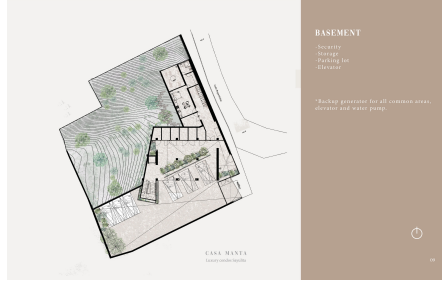 BASEMENT
-Security
-Storage
-Parking lot
-Elevator
*Backup generator for all common areas,
elevator and water pump.
CASA MANTA